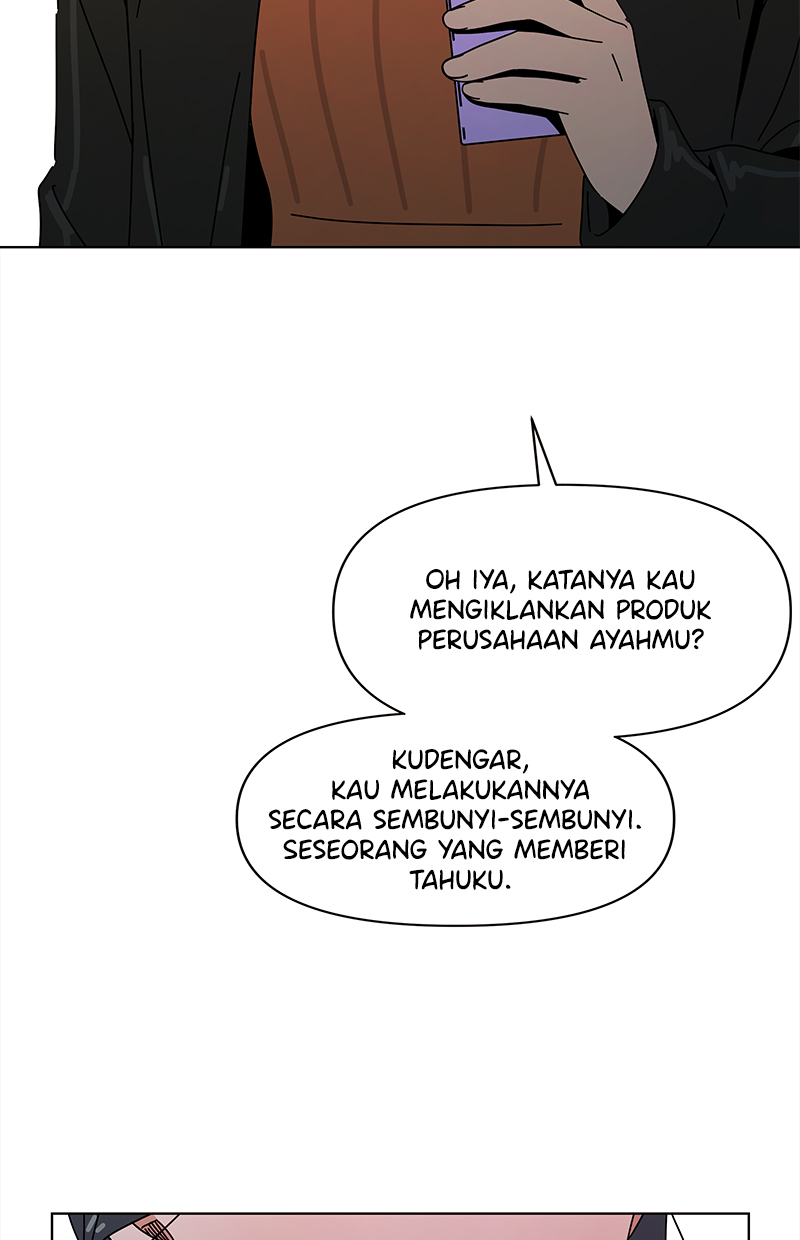 OH IYA, KATANYA KAU
MENGIKLANKAN PRODUK
PERUSAHAAN AYAHMU?
KUDENGAR,
KAU MELAKUKANNYA
SECARA SEMBUNYI-SEMBUNYI.
SESEORANG YANG MEMBERI
TAHUKU.